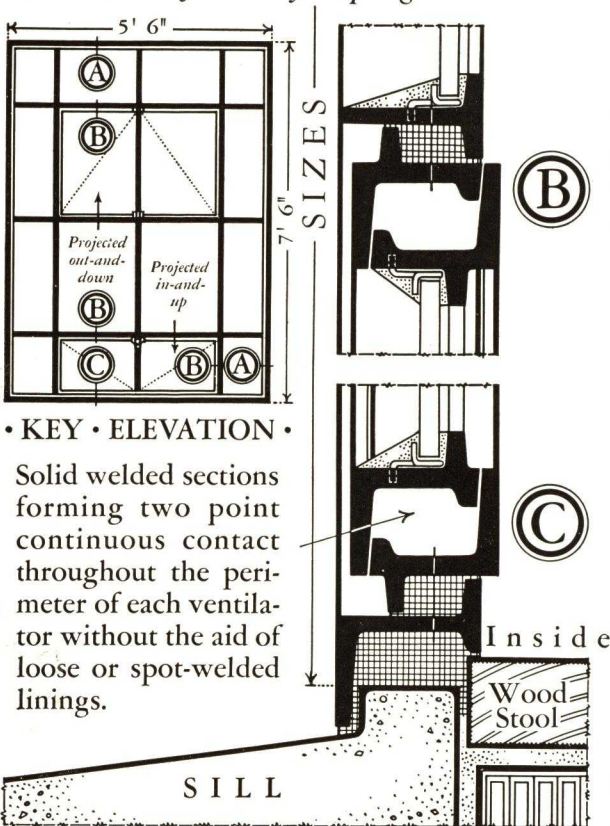 5' 6"
A
B
Projected
out-and-
down
Projected
in-and-
up
B
C
B
A
7' 6"
SIZES
• KEY • ELEVATION •
Solid welded sections
forming two point
continuous contact
throughout the peri-
meter of each ventila-
tor without the aid of
loose or spot-welded
linings.
B
C
Inside
Wood
Stool
SILL